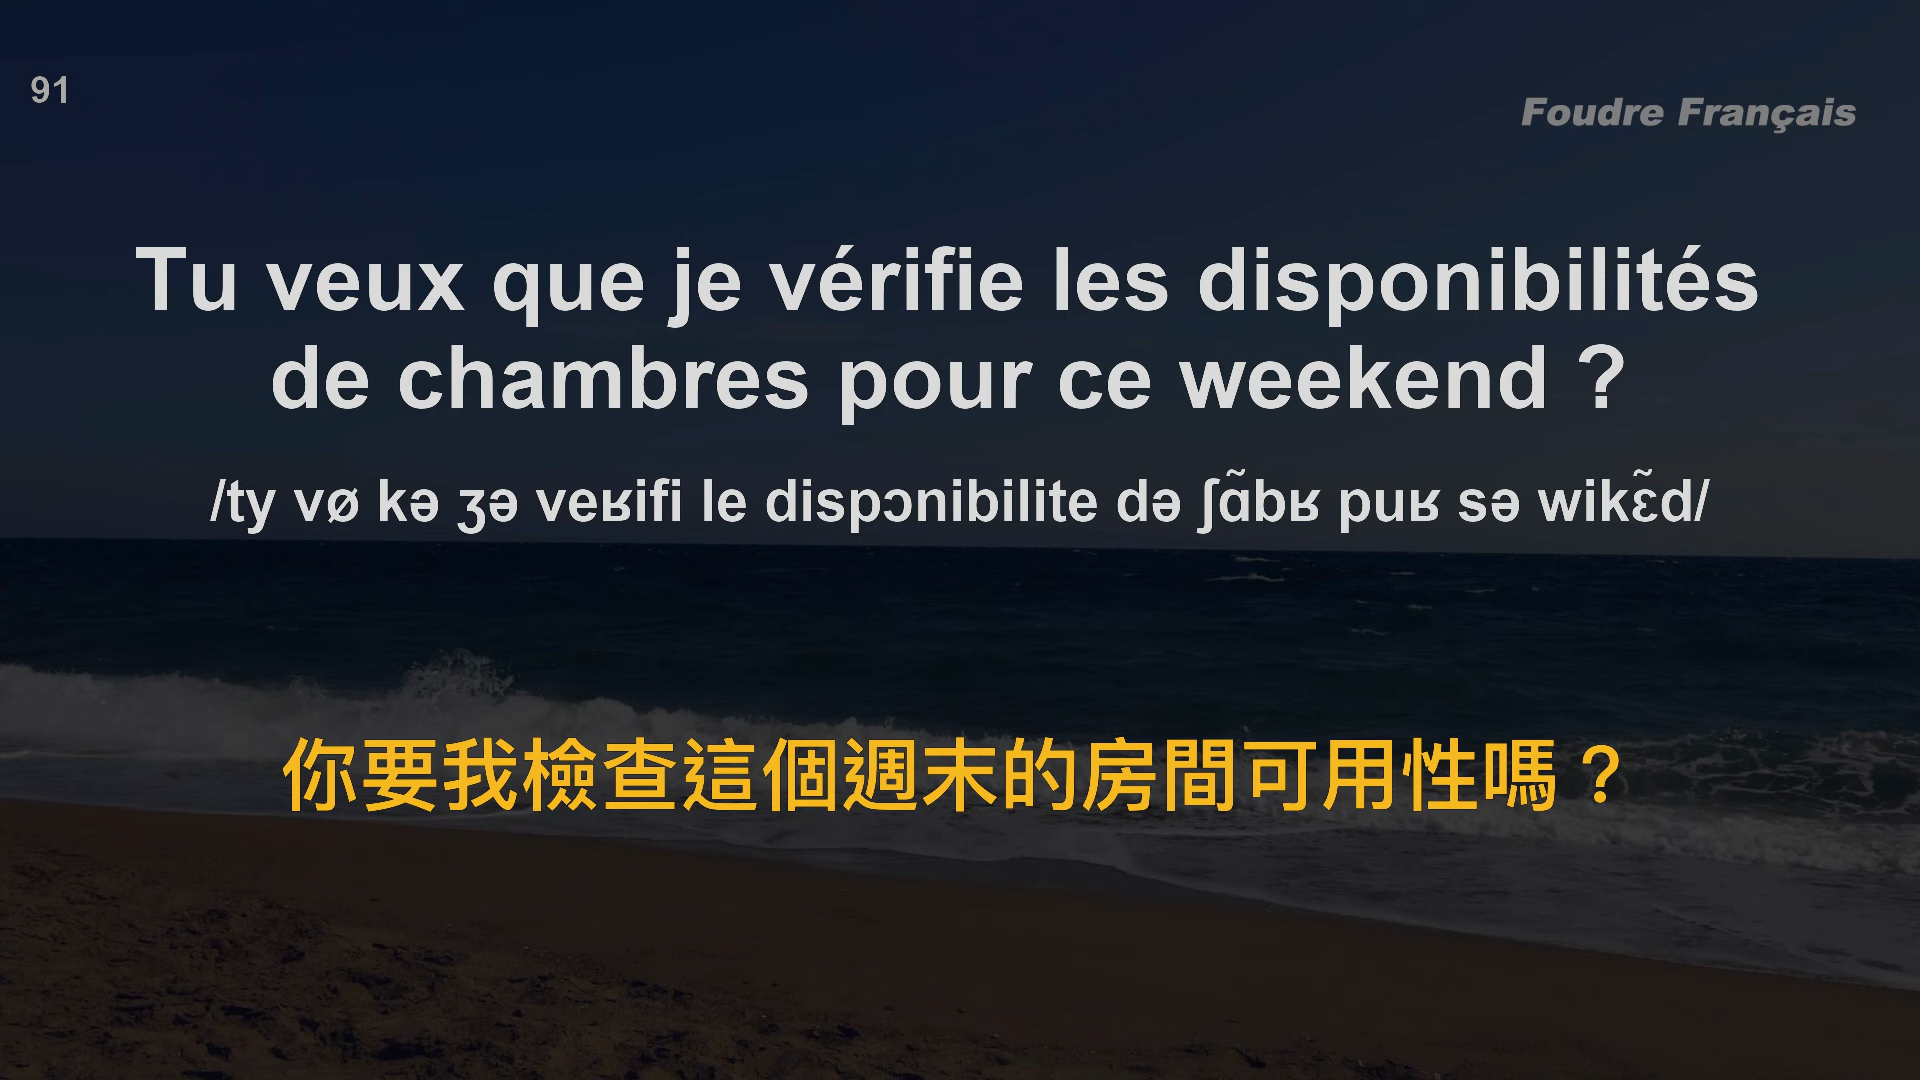 91
Foudre Français
Tu veux que je vérifie les disponibilités
de chambres pour ce weekend ?
/ty vø kə ʒə veʁifi le dispɔnibilite də ʃɑ̃bʁ puʁ sə wikɛ̃d/
你要我檢查這個週末的房間可用性嗎？